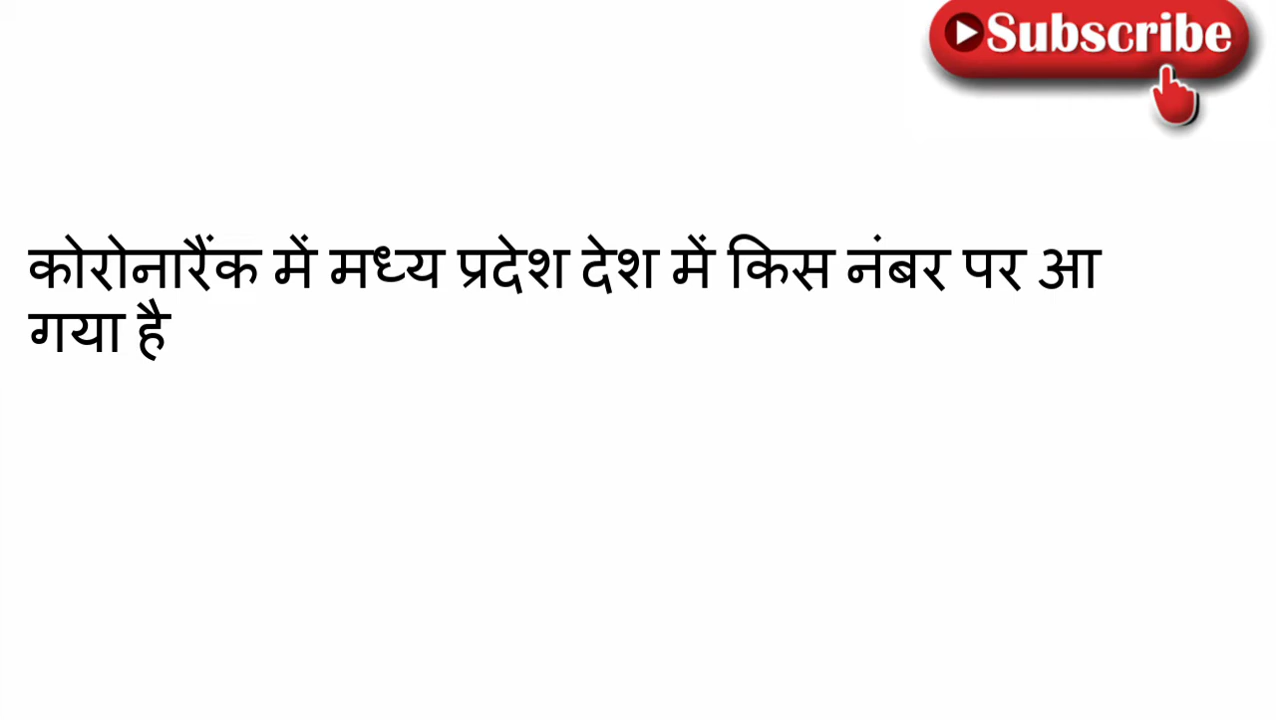 Subscribe
कोरोनारैंक में मध्य प्रदेश देश में किस नंबर पर आ
गया है